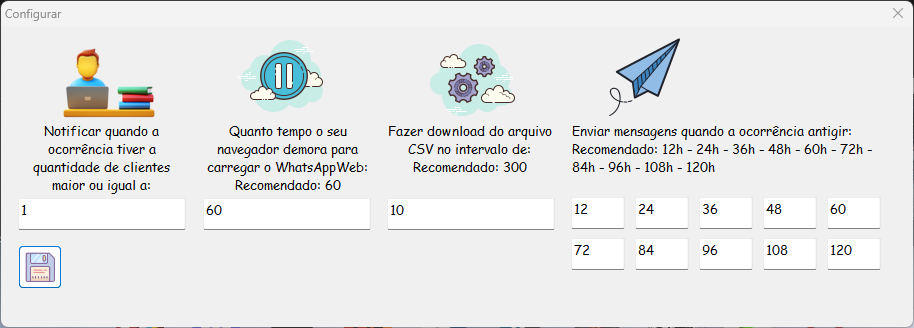 Configurar
Notificar quando a
ocorrência tiver a
quantidade de clientes
maior ou igual a:
1
Quanto tempo o seu
navegador demora para
carregar o WhatsAppWeb:
Recomendado: 60
60
Fazer download do arquivo
CSV no intervalo de:
Recomendado: 300
10
Enviar mensagens quando a ocorrência antigir:
Recomendado: 12h - 24h - 36h - 48h - 60h - 72h -
84h - 96h - 108h - 120h
12 24 36 48 60
72 84 96 108 120